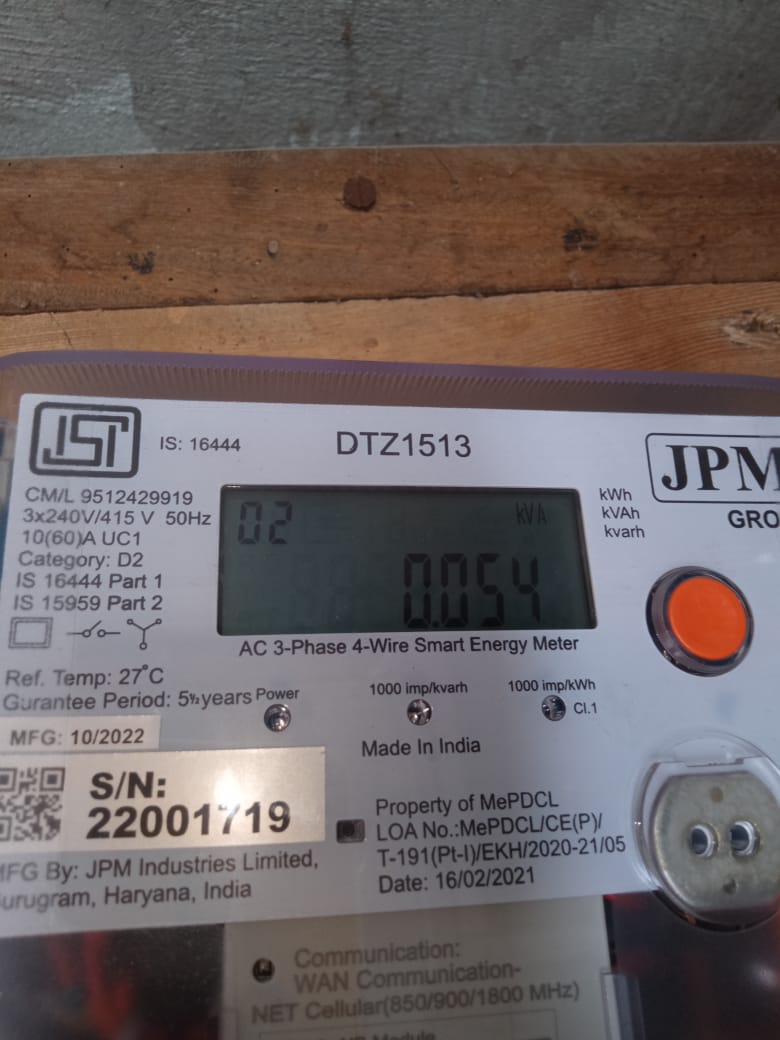 ISI
IS: 16444
DTZ1513
JPM
GRO
CM/L 9512429919
3x240V/415 V 50Hz
10(60)A UC1
Category: D2
IS 16444 Part 1
IS 15959 Part 2
02 kVA
0.054
kWh
kVAh
kvarh
AC 3-Phase 4-Wire Smart Energy Meter
Ref. Temp: 27°C
Gurantee Period: 5½ years
Power
1000 imp/kvarh
1000 imp/kWh
Cl.1
MFG: 10/2022
Made In India
S/N:
22001719
MFG By: JPM Industries Limited,
Gurugram, Haryana, India
Property of MePDCL
LOA No.:MePDCL/CE(P)/
T-191(Pt-I)/EKH/2020-21/05
Date: 16/02/2021
Communication:
WAN Communication-
NET Cellular(850/900/1800 MHz)